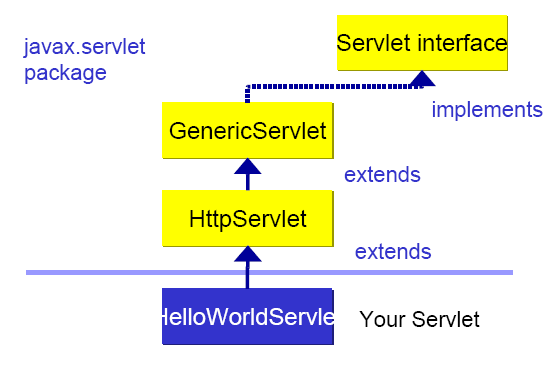 javax.servlet
package
Servlet interface
implements
GenericServlet
extends
HttpServlet
extends
HelloWorldServle
Your Servlet